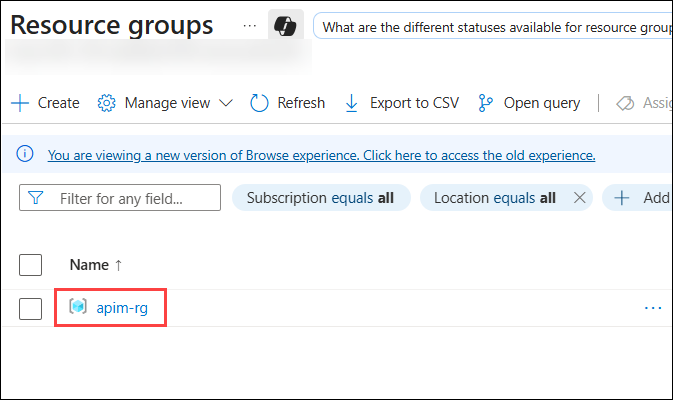 Resource groups ... What are the different statuses available for resource group
+ Create Manage view Refresh Export to CSV Open query | Assig
You are viewing a new version of Browse experience. Click here to access the old experience.
Filter for any field... Subscription equals all Location equals all × + Add
Name ↑
apim-rg ...